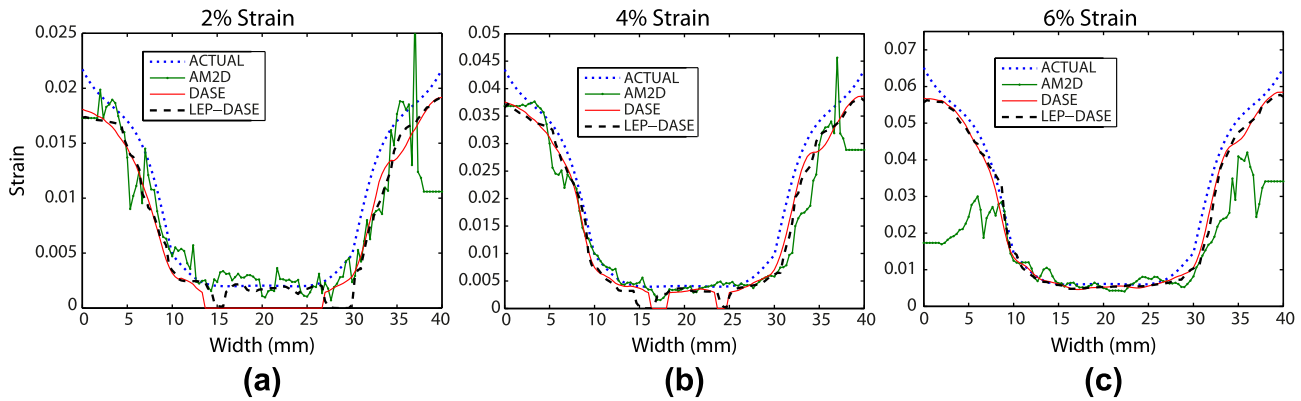 2% Strain
0.025
0.02
0.015
0.01
0.005
0
Strain
ACTUAL
AM2D
DASE
LEP−DASE
0 5 10 15 20 25 30 35 40
Width (mm)
(a)
4% Strain
0.05
0.045
0.04
0.035
0.03
0.025
0.02
0.015
0.01
0.005
0
ACTUAL
AM2D
DASE
LEP−DASE
0 5 10 15 20 25 30 35 40
Width (mm)
(b)
6% Strain
0.07
0.06
0.05
0.04
0.03
0.02
0.01
0
ACTUAL
AM2D
DASE
LEP−DASE
0 5 10 15 20 25 30 35 40
Width (mm)
(c)